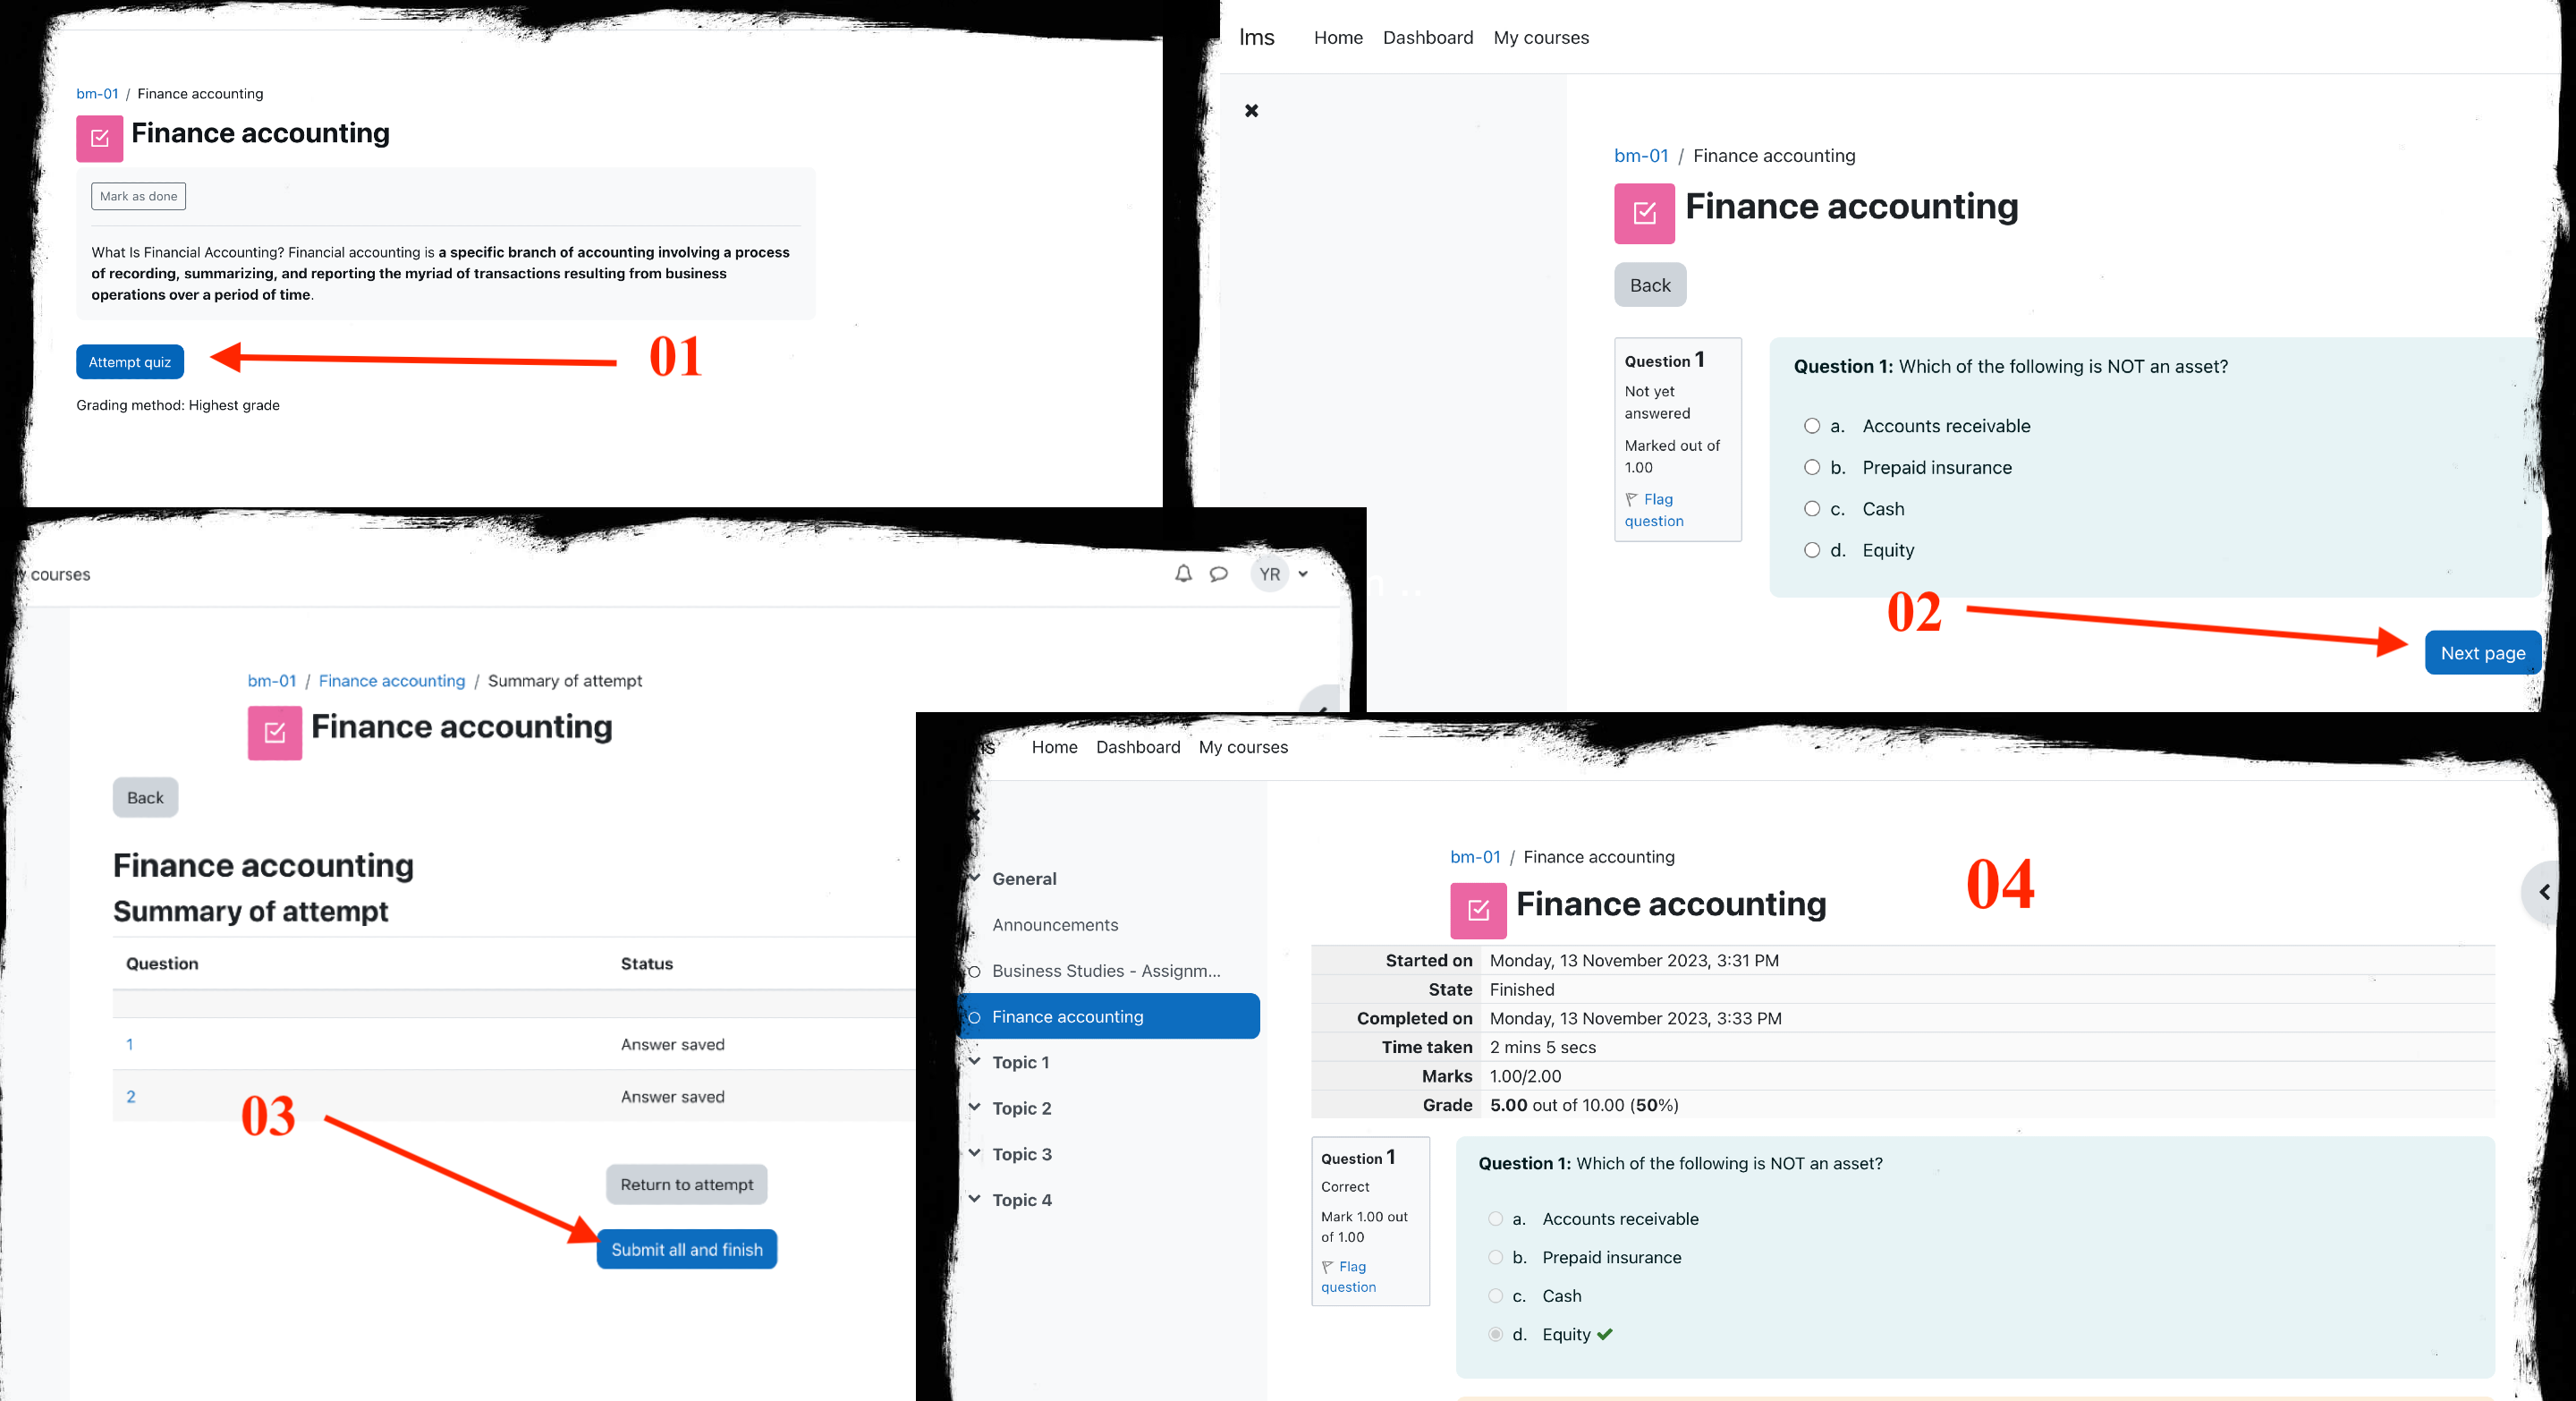 bm-01 / Finance accounting
Finance accounting
Mark as done
What Is Financial Accounting? Financial accounting is a specific branch of accounting involving a process
of recording, summarizing, and reporting the myriad of transactions resulting from business
operations over a period of time.
Attempt quiz
01
Grading method: Highest grade
lms Home Dashboard My courses
bm-01 / Finance accounting
Finance accounting
Back
Question 1
Not yet
answered
Marked out of
1.00
Flag
question
Question 1: Which of the following is NOT an asset?
a. Accounts receivable
b. Prepaid insurance
c. Cash
d. Equity
02
Next page
courses
YR
bm-01 / Finance accounting / Summary of attempt
Finance accounting
Back
Finance accounting
Summary of attempt
Question Status
1 Answer saved
2 Answer saved
03
Return to attempt
Submit all and finish
Home Dashboard My courses
General
Announcements
Business Studies - Assignm...
Finance accounting
Topic 1
Topic 2
Topic 3
Topic 4
bm-01 / Finance accounting
Finance accounting
04
Started on Monday, 13 November 2023, 3:31 PM
State Finished
Completed on Monday, 13 November 2023, 3:33 PM
Time taken 2 mins 5 secs
Marks 1.00/2.00
Grade 5.00 out of 10.00 (50%)
Question 1
Correct
Mark 1.00 out
of 1.00
Flag
question
Question 1: Which of the following is NOT an asset?
a. Accounts receivable
b. Prepaid insurance
c. Cash
d. Equity